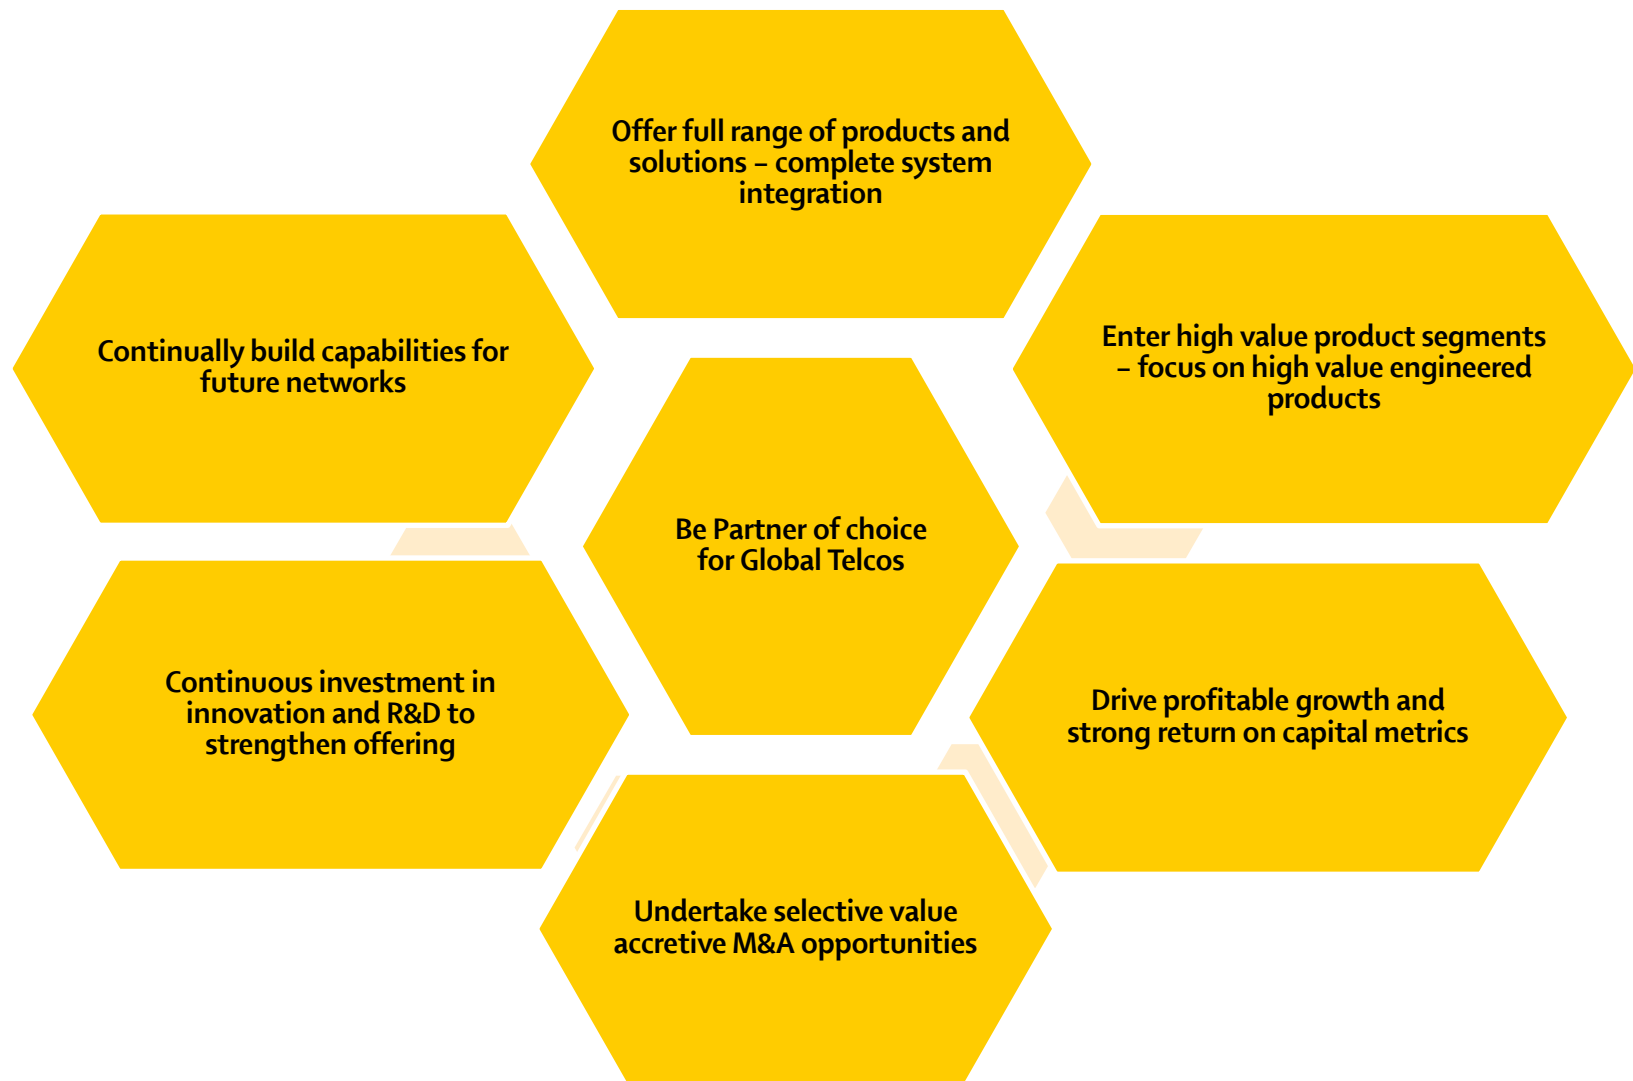 Offer full range of products and
solutions – complete system
integration
Continually build capabilities for
future networks
Enter high value product segments
– focus on high value engineered
products
Be Partner of choice
for Global Telcos
Continuous investment in
innovation and R&D to
strengthen offering
Drive profitable growth and
strong return on capital metrics
Undertake selective value
accretive M&A opportunities